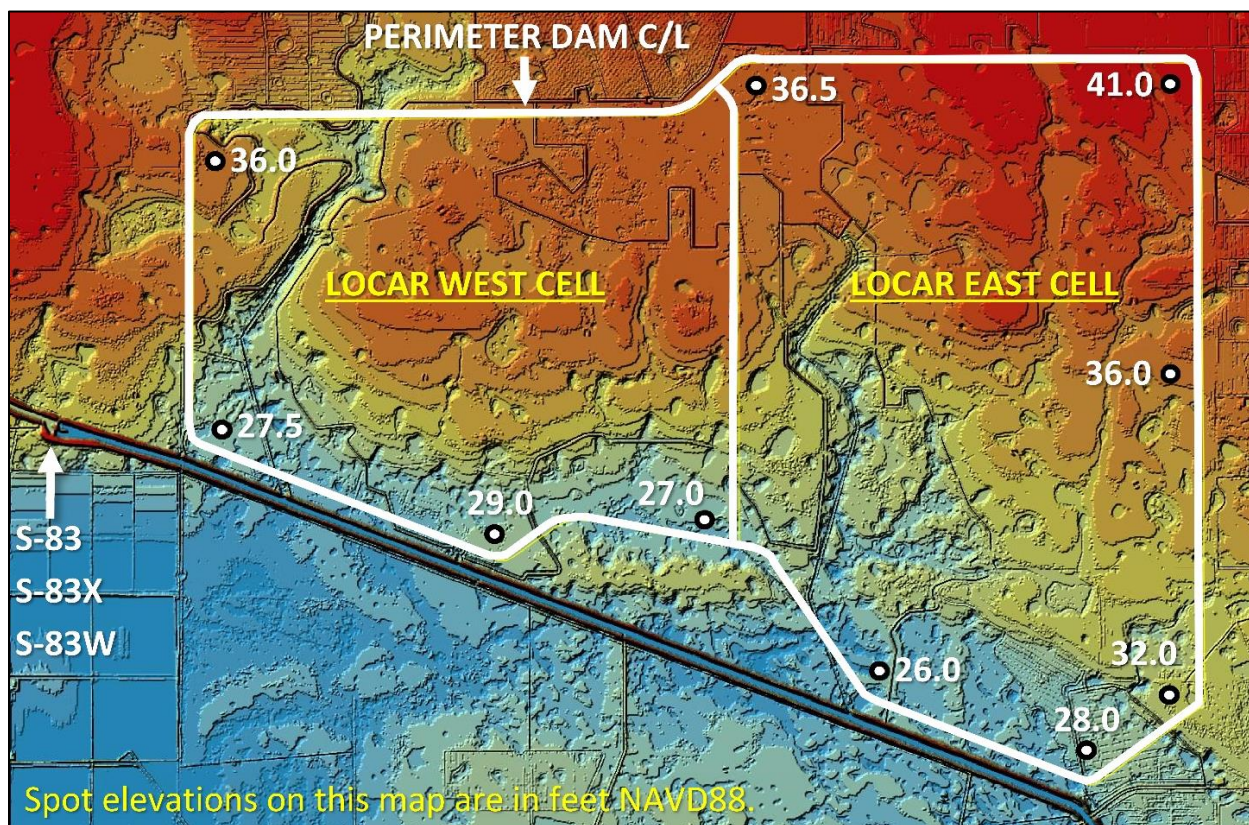 PERIMETER DAM C/L
36.5
41.0
36.0
LOCAR WEST CELL
LOCAR EAST CELL
36.0
27.5
29.0
27.0
S-83
S-83X
S-83W
26.0
32.0
28.0
Spot elevations on this map are in feet NAVD88.